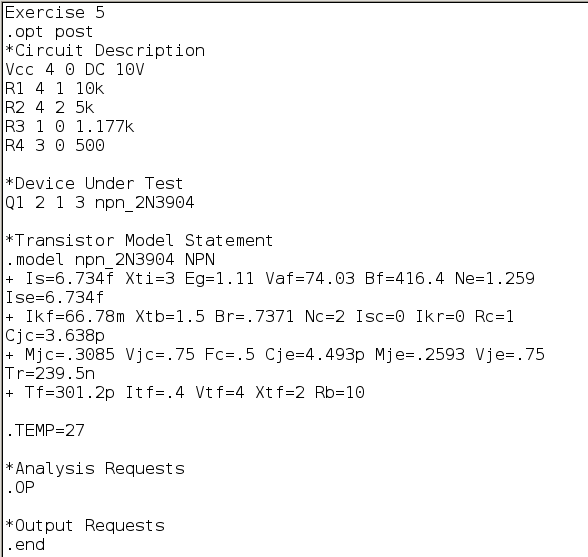 Exercise 5
.opt post
*Circuit Description
Vcc 4 0 DC 10V
R1 4 1 10k
R2 4 2 5k
R3 1 0 1.177k
R4 3 0 500
*Device Under Test
Q1 2 1 3 npn_2N3904
*Transistor Model Statement
.model npn_2N3904 NPN
+ Is=6.734f Xti=3 Eg=1.11 Vaf=74.03 Bf=416.4 Ne=1.259
Ise=6.734f
+ Ikf=66.78m Xtb=1.5 Br=.7371 Nc=2 Isc=0 Ikr=0 Rc=1
Cjc=3.638p
+ Mjc=.3085 Vjc=.75 Fc=.5 Cje=4.493p Mje=.2593 Vje=.75
Tr=239.5n
+ Tf=301.2p Itf=.4 Vtf=4 Xtf=2 Rb=10
.TEMP=27
*Analysis Requests
.OP
*Output Requests
.end